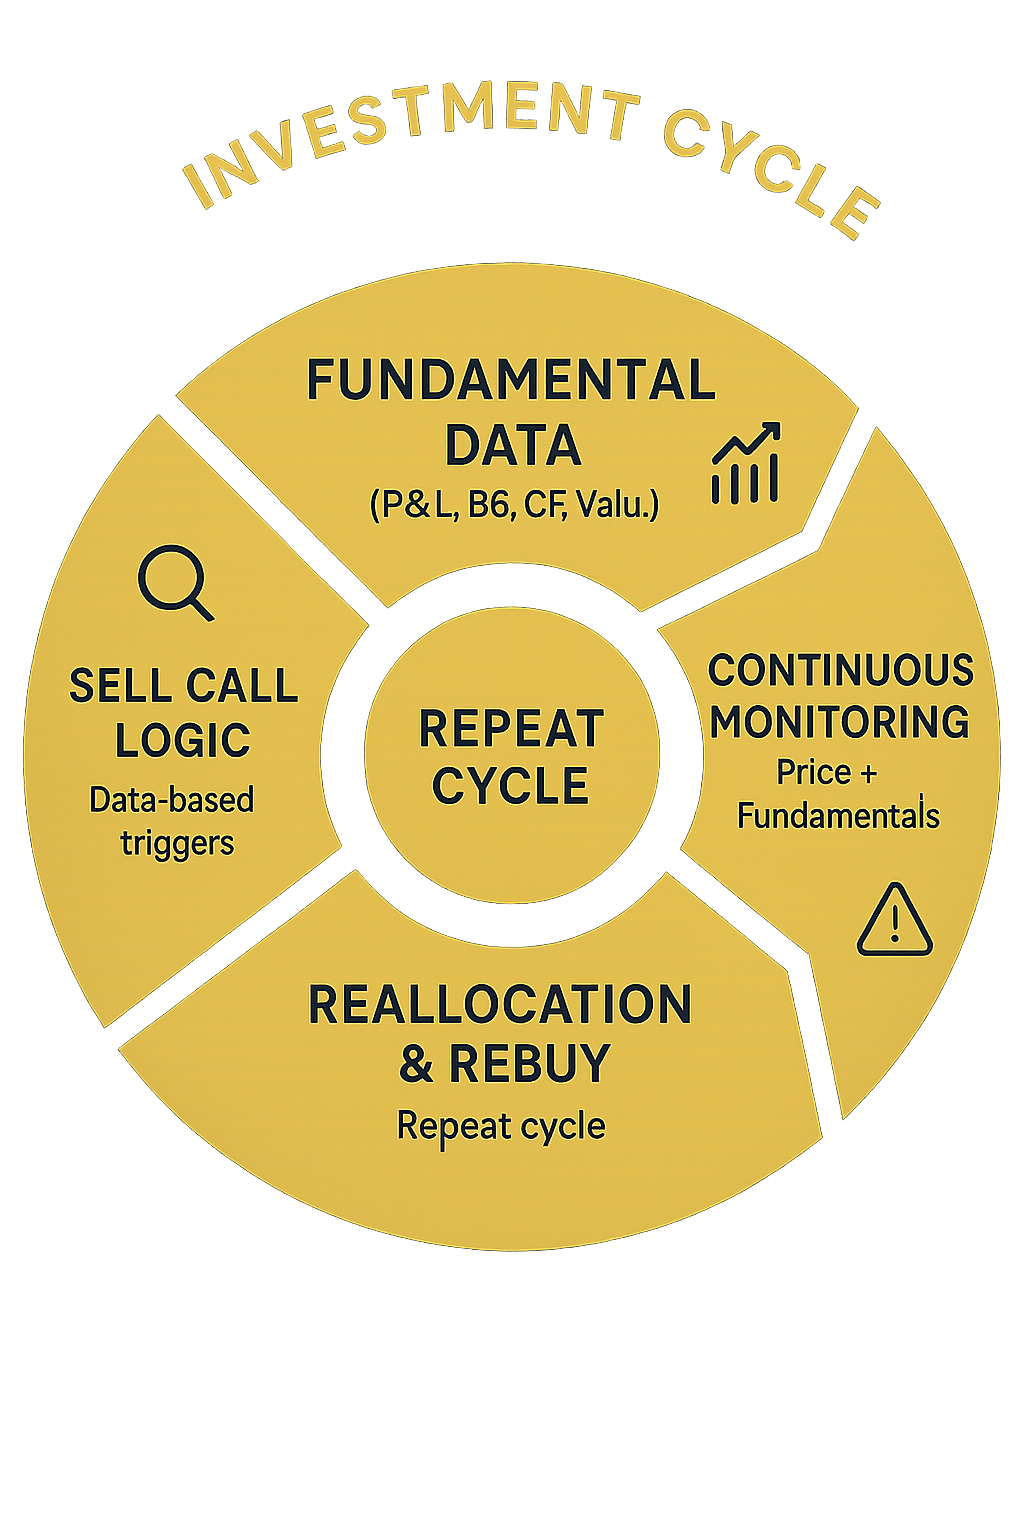 INVESTMENT CYCLE
FUNDAMENTAL
DATA
(P&L, B6, CF, Valu.)
CONTINUOUS
MONITORING
Price +
Fundamentals
REALLOCATION
& REBUY
Repeat cycle
SELL CALL
LOGIC
Data-based
triggers
REPEAT
CYCLE